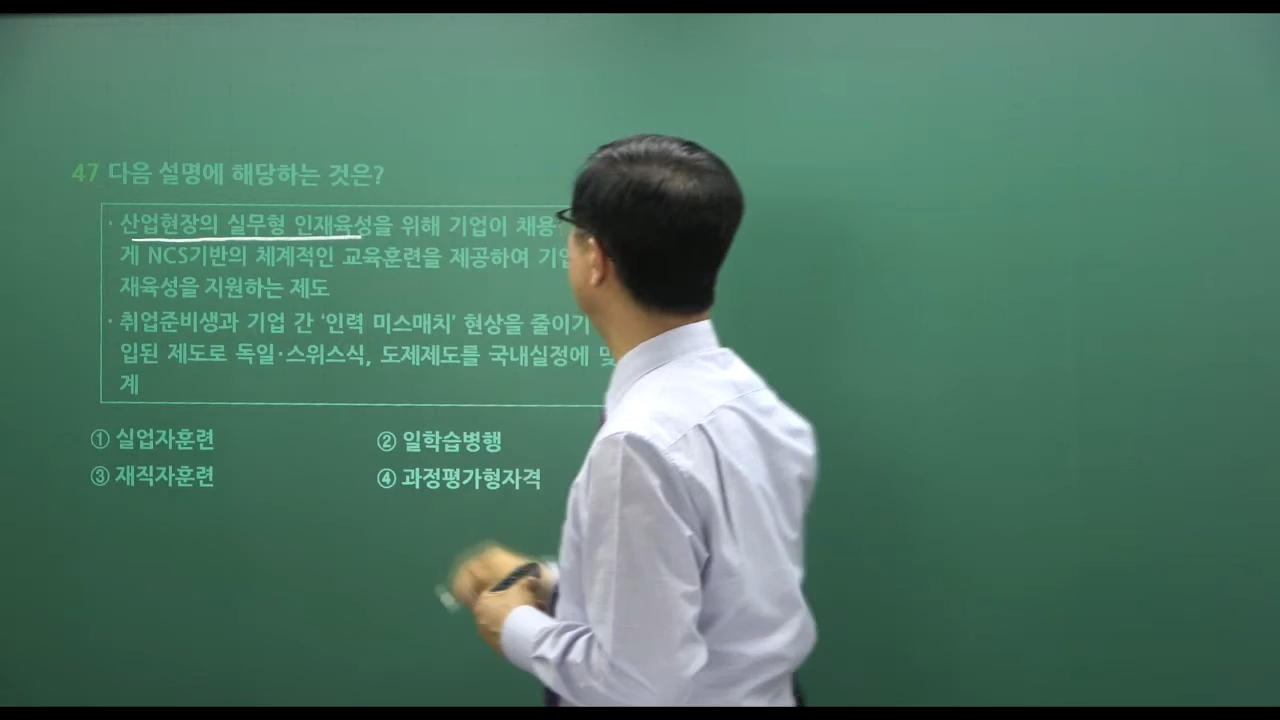 47 다음 설명에 해당하는 것은?
· 산업현장의 실무형 인재육성을 위해 기업이
게 NCS기반의 체계적인 교육훈련을 제공하여
재육성을 지원하는 제도
· 취업준비생과 기업 간 ‘인력 미스매치’ 현상을 줄이기
입된 제도로 독일·스위스식, 도제제도를 국내실정에
계
① 실업자훈련 ② 일학습병행
③ 재직자훈련 ④ 과정평가형자격